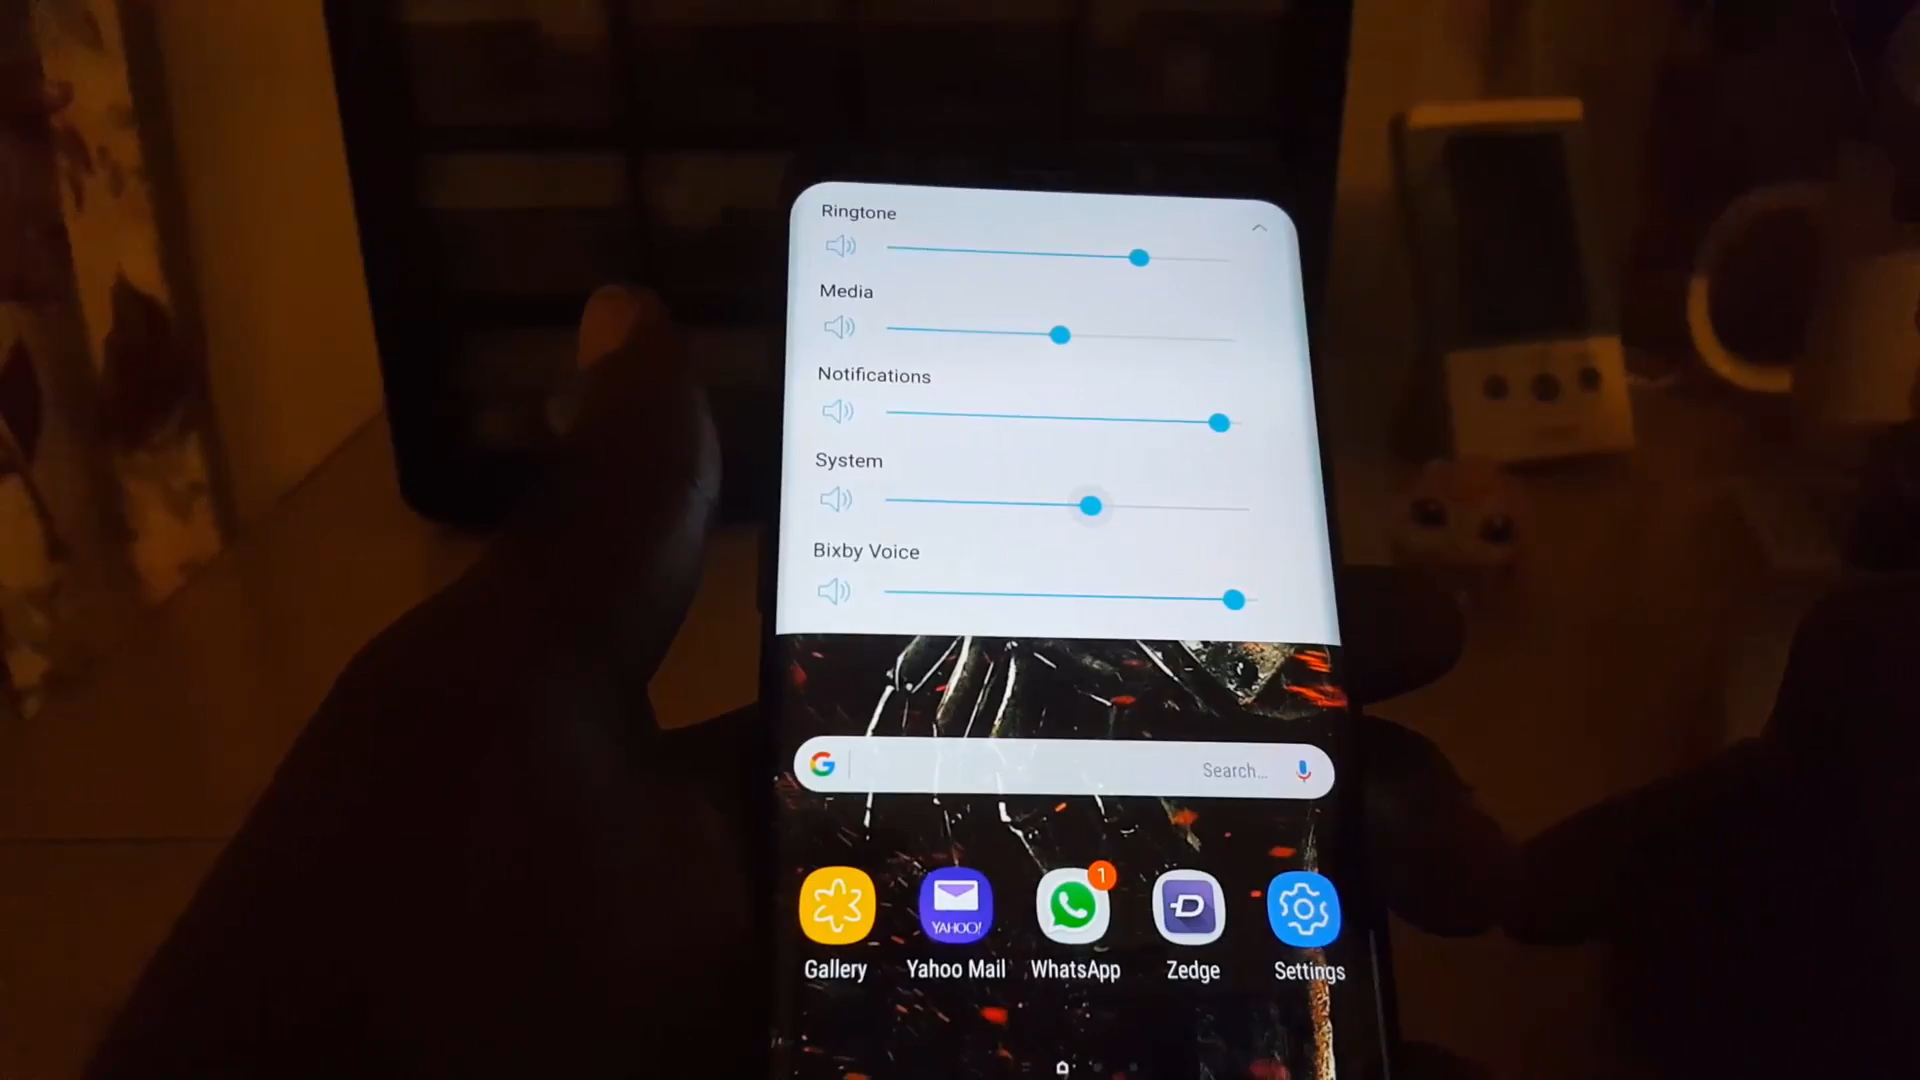 Ringtone
Media
Notifications
System
Bixby Voice
G
Search...
YAHOO!
1
D
Gallery
Yahoo Mail
WhatsApp
Zedge
Settings